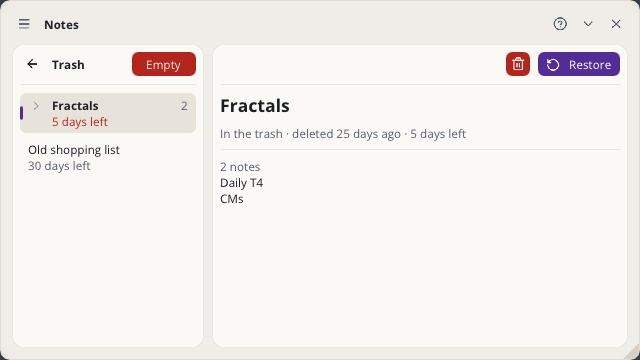 Notes
Trash
Empty
Fractals 2
5 days left
Old shopping list
30 days left
Restore
Fractals
In the trash · deleted 25 days ago · 5 days left
2 notes
Daily T4
CMs